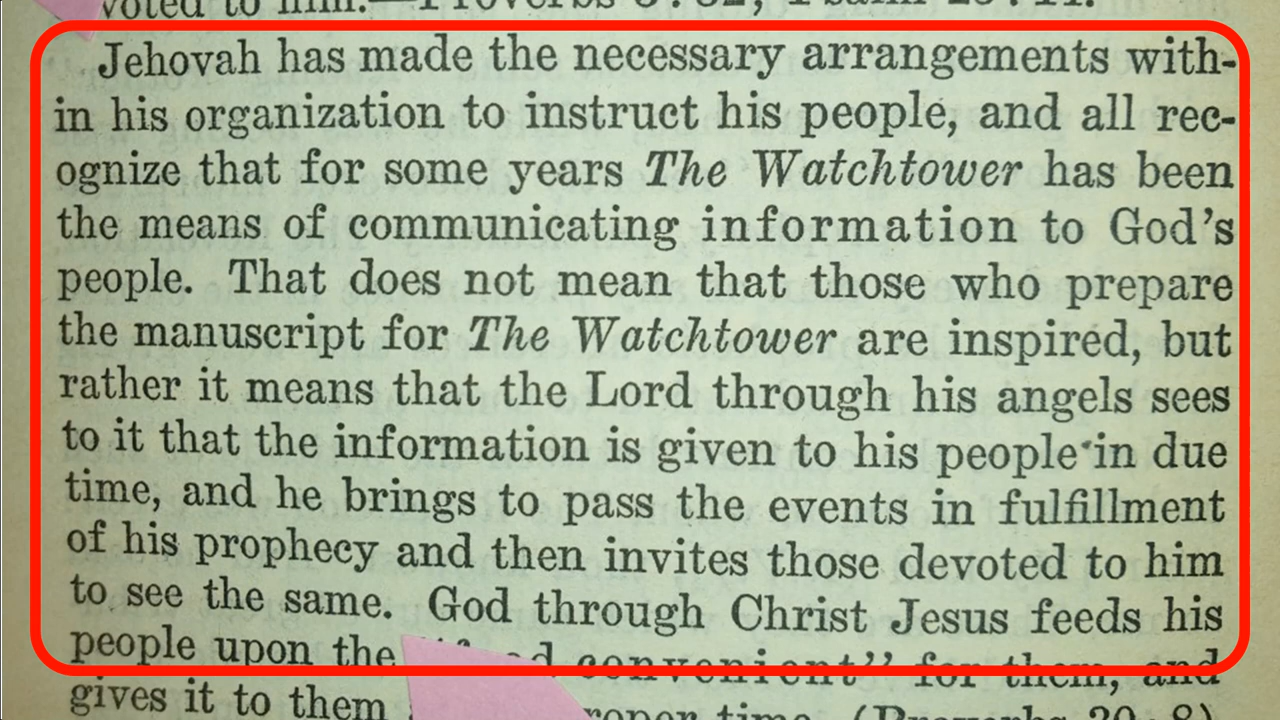 voted to him.—Proverbs
Jehovah has made the necessary arrangements with-
in his organization to instruct his people, and all rec-
ognize that for some years The Watchtower has been
the means of communicating information to God's
people. That does not mean that those who prepare
the manuscript for The Watchtower are inspired, but
rather it means that the Lord through his angels sees
to it that the information is given to his people in due
time, and he brings to pass the events in fulfillment
of his prophecy and then invites those devoted to him
to see the same. God through Christ Jesus feeds his
people upon the convenient" for them, and
gives it to them time. (Proverbs 30:8)